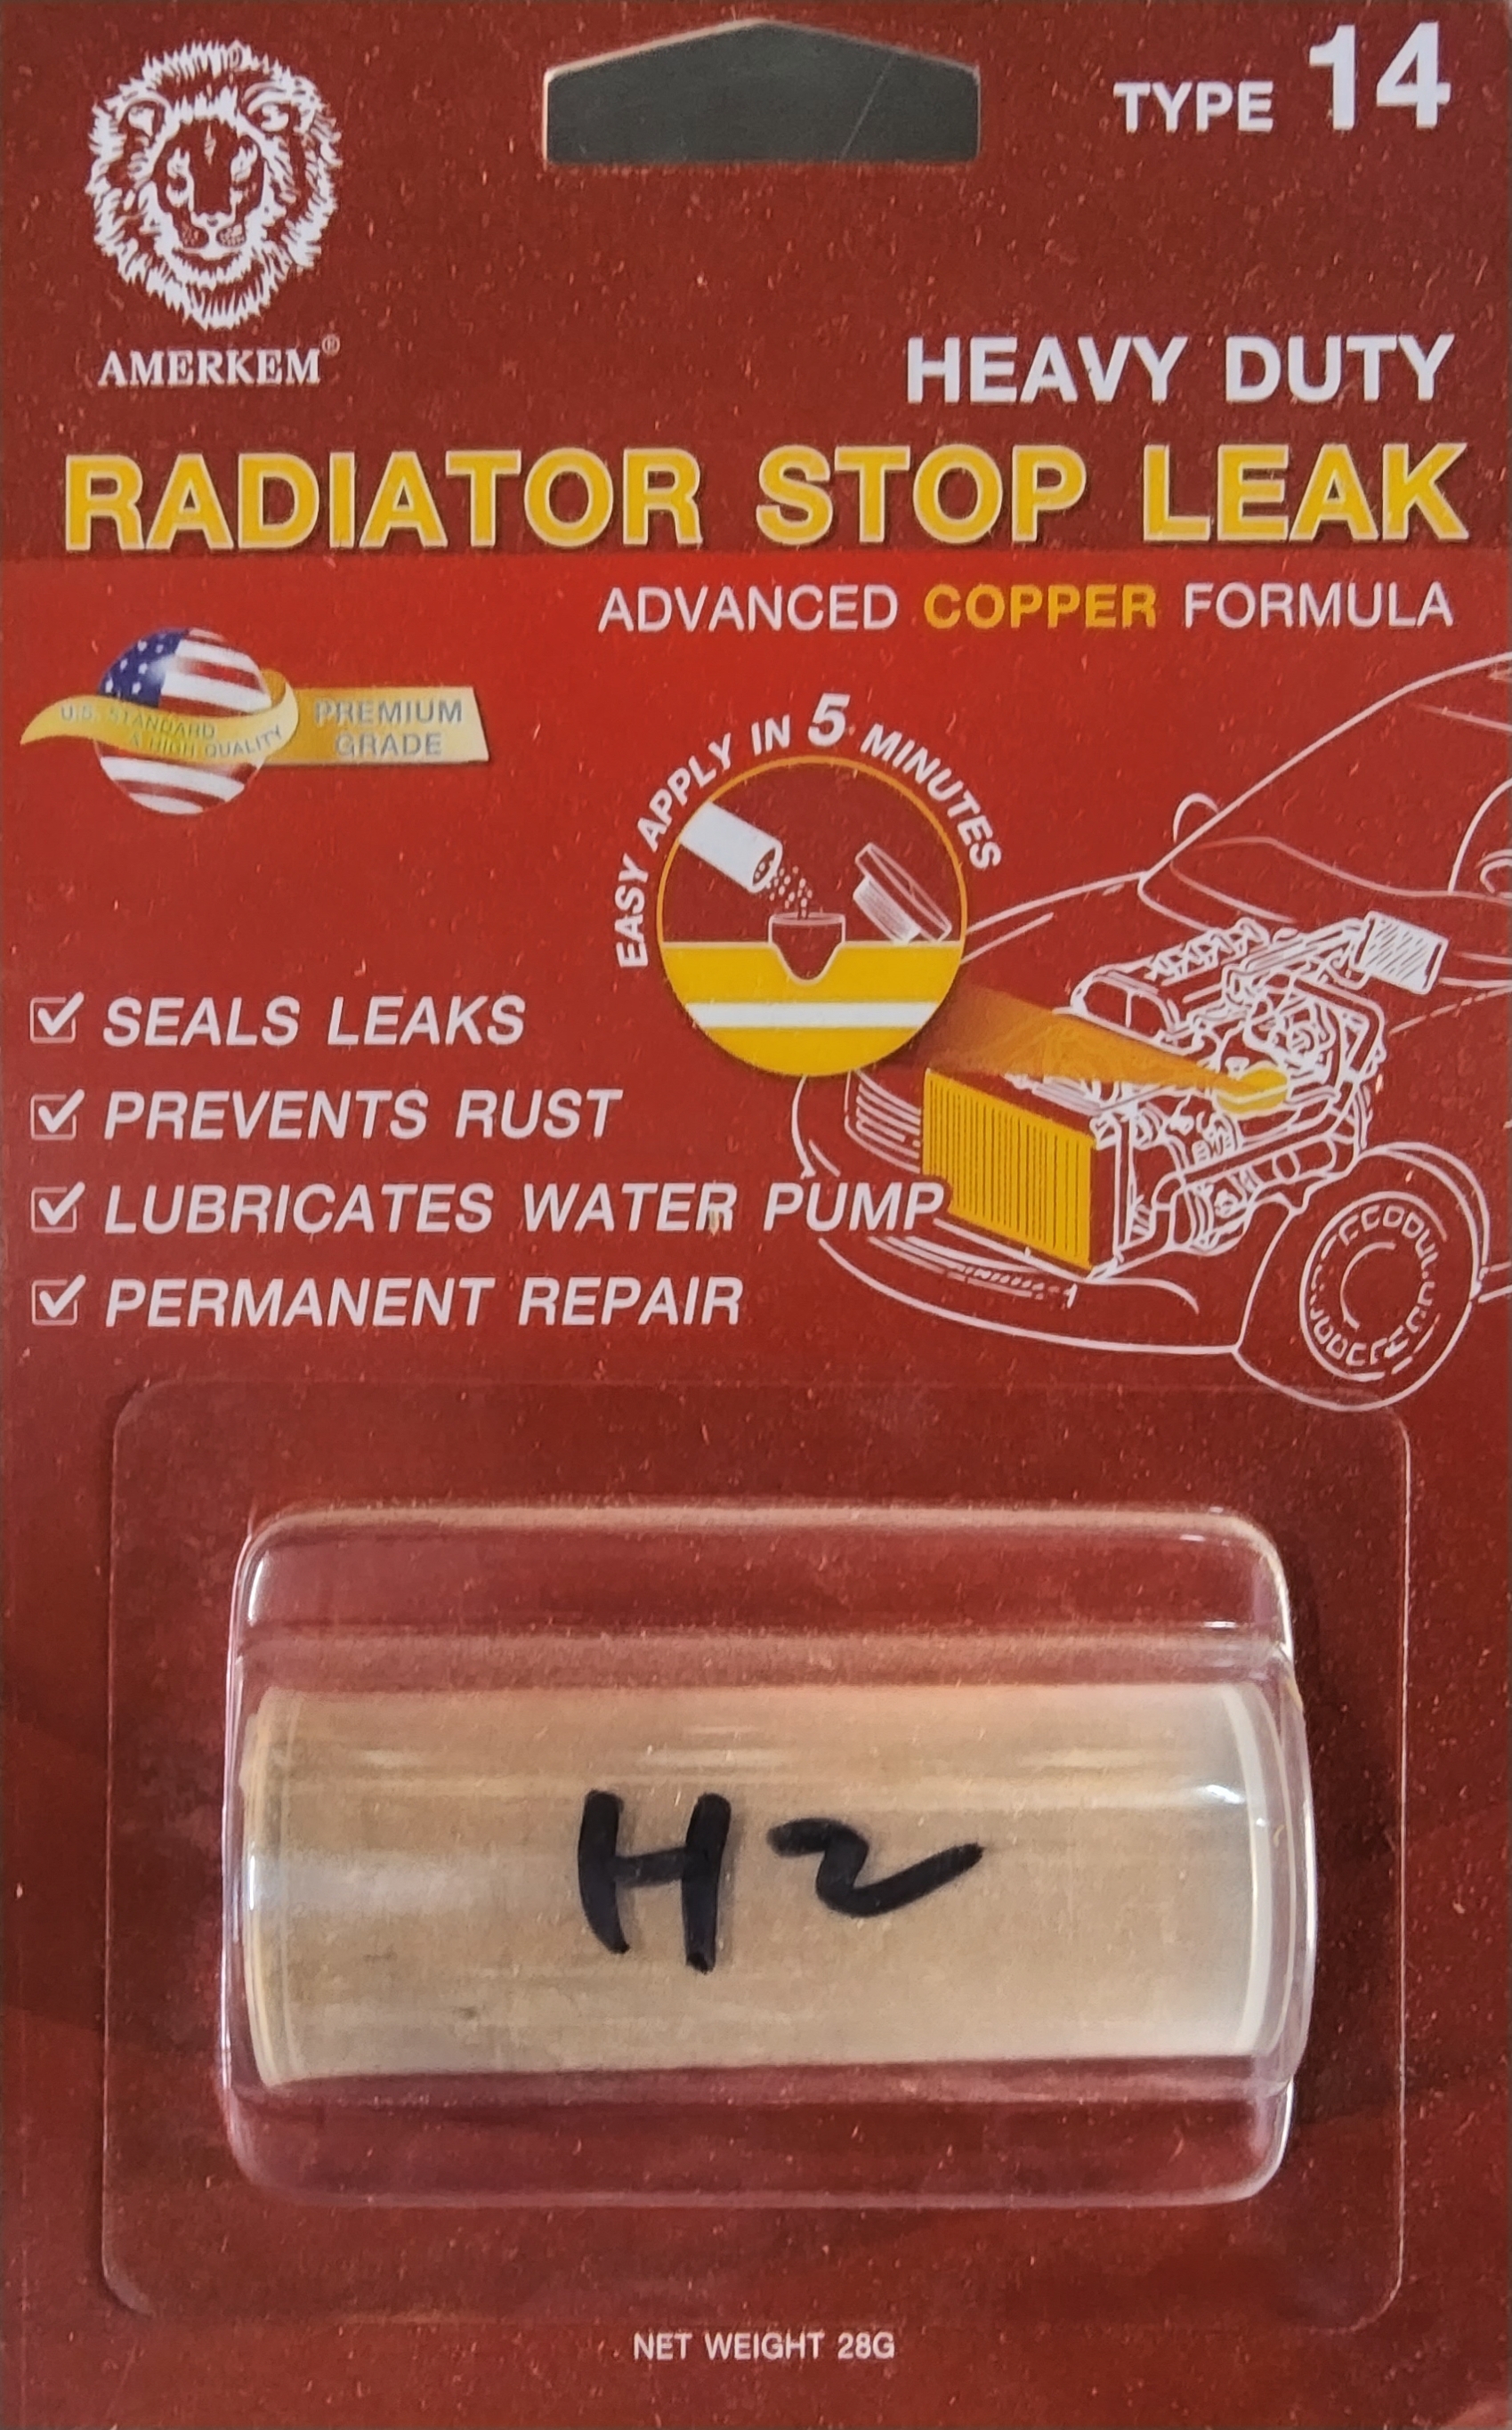 TYPE 14
AMERKEM®
HEAVY DUTY
RADIATOR STOP LEAK
ADVANCED COPPER FORMULA
U.S. STANDARD
& HIGH QUALITY
PREMIUM
GRADE
EASY APPLY IN 5 MINUTES
SEALS LEAKS
PREVENTS RUST
LUBRICATES WATER PUMP
PERMANENT REPAIR
H2
NET WEIGHT 28G